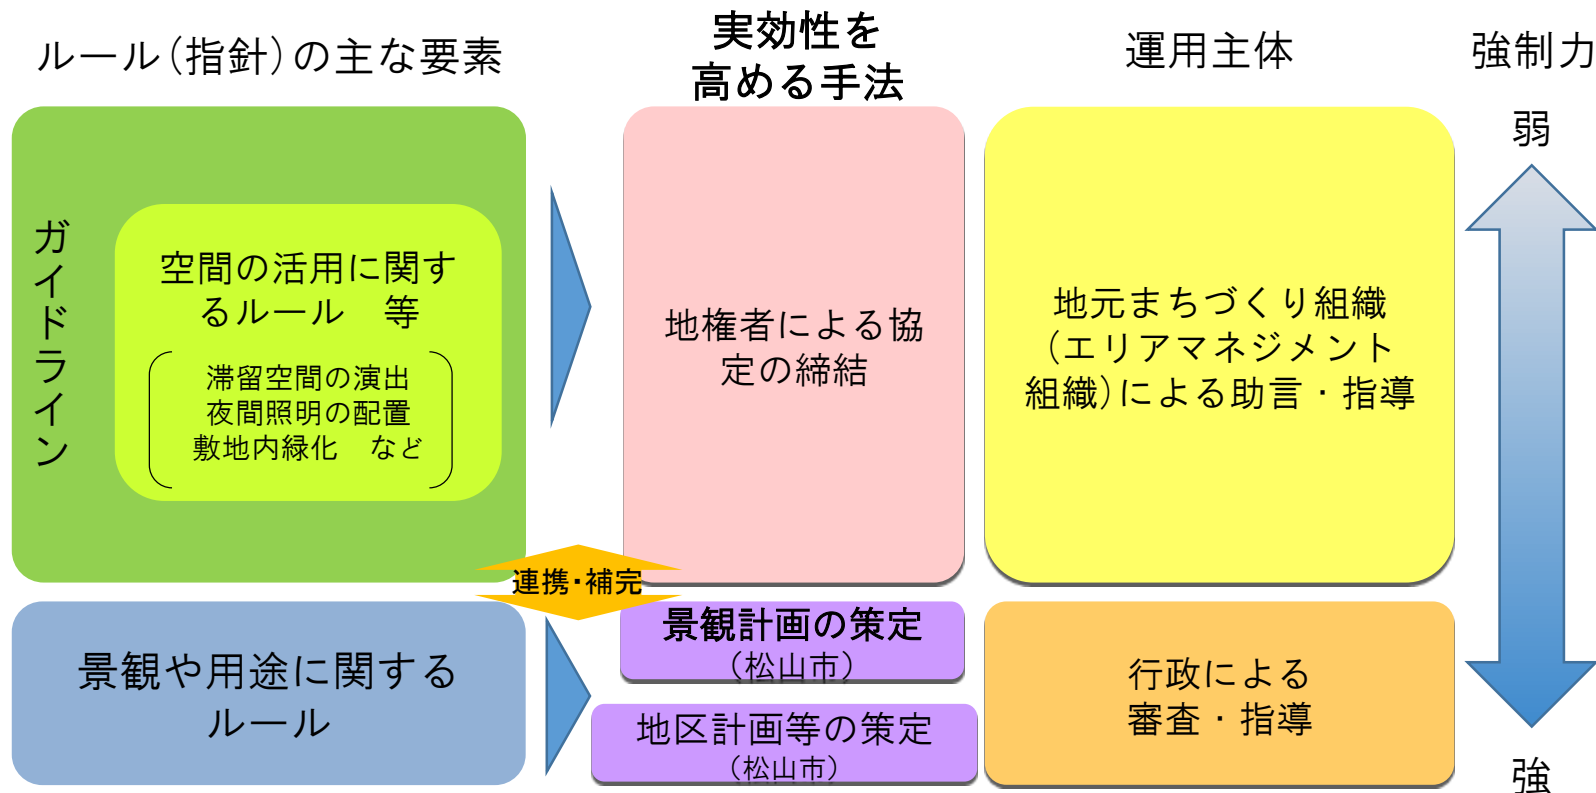 ルール(指針)の主な要素
実効性を
高める手法
運用主体
強制力
ガイドライン
空間の活用に関す
るルール　等
滞留空間の演出
夜間照明の配置
敷地内緑化　など
地権者による協
定の締結
地元まちづくり組織
(エリアマネジメント
組織)による助言・指導
弱
連携・補完
景観や用途に関する
ルール
景観計画の策定
(松山市)
地区計画等の策定
(松山市)
行政による
審査・指導
強